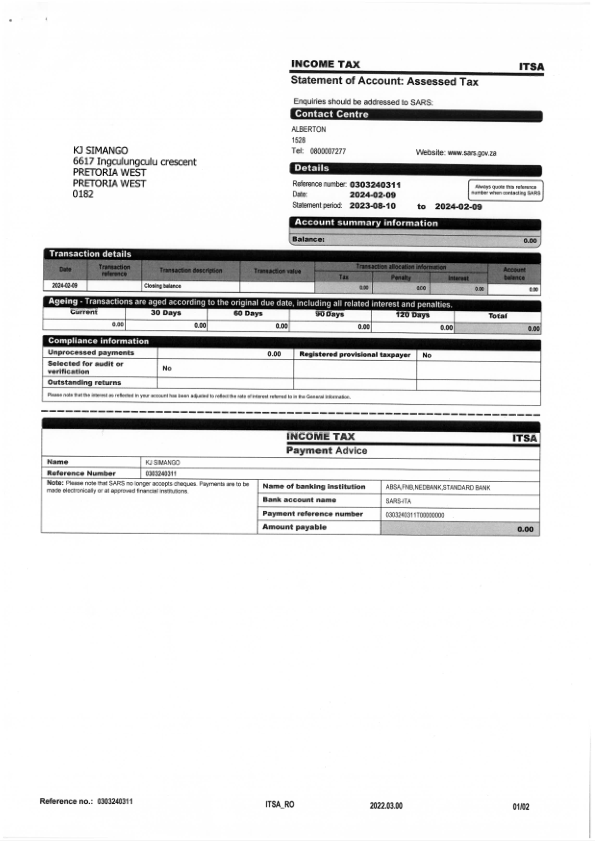 INCOME TAX ITSA
Statement of Account: Assessed Tax
Enquiries should be addressed to SARS:
Contact Centre
ALBERTON
1528
Tel: 0800007277 Website: www.sars.gov.za
KJ SIMANGO
6617 Ingculungculu crescent
PRETORIA WEST
PRETORIA WEST
0182
Details
Reference number: 0303240311
Date: 2024-02-09
Statement period: 2023-08-10 to 2024-02-09
Always quote this reference
number when contacting SARS
Account summary information
Balance: 0.00
Transaction details
Date Transaction reference Transaction description Transaction value Transaction allocation information Account balance
Tax Penalty Interest
2024-02-09 Closing balance 0.00 0.00 0.00 0.00
Ageing - Transactions are aged according to the original due date, including all related interest and penalties.
Current 30 Days 60 Days 90 Days 120 Days Total
0.00 0.00 0.00 0.00 0.00 0.00
Compliance information
Unprocessed payments 0.00 Registered provisional taxpayer No
Selected for audit or verification No
Outstanding returns
Please note that the interest as reflected in your account has been adjusted to reflect the rate of interest referred to in the General Information.
INCOME TAX ITSA
Payment Advice
Name KJ SIMANGO
Reference Number 0303240311
Note: Please note that SARS no longer accepts cheques. Payments are to be
made electronically or at approved financial institutions.
Name of banking institution ABSA,FNB,NEDBANK,STANDARD BANK
Bank account name SARS-ITA
Payment reference number 0303240311T00000000
Amount payable 0.00
Reference no.: 0303240311 ITSA_RO 2022.03.00 01/02